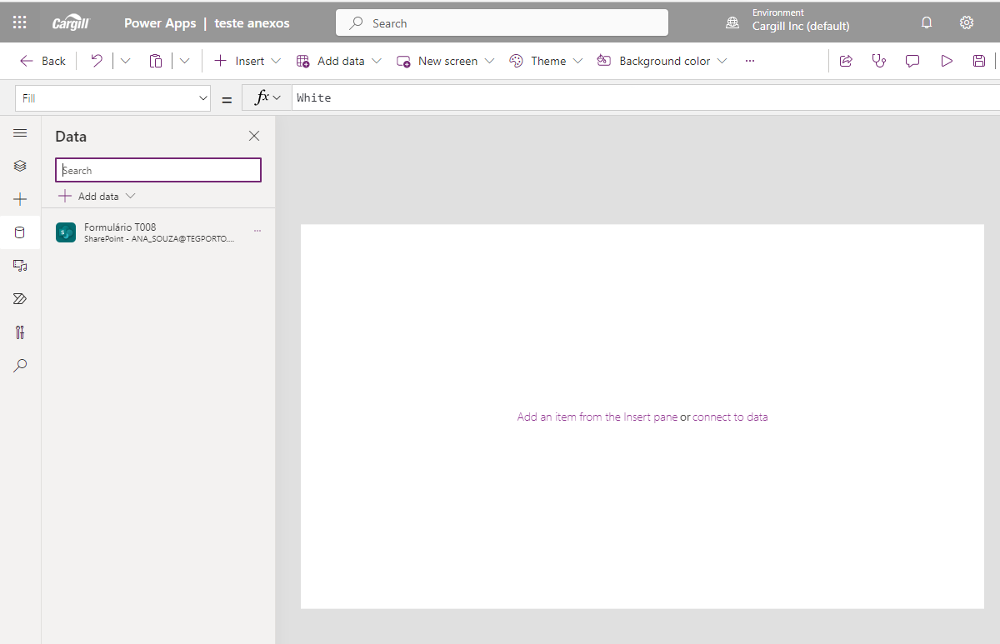 Cargill
Power Apps | teste anexos
Search
Environment
Cargill Inc (default)
Back
Insert
Add data
New screen
Theme
Background color
...
Fill
=
fx
White
Data
Search
Add data
Formulário T008
SharePoint - ANA_SOUZA@TEGPORTO....
...
Add an item from the Insert pane or connect to data